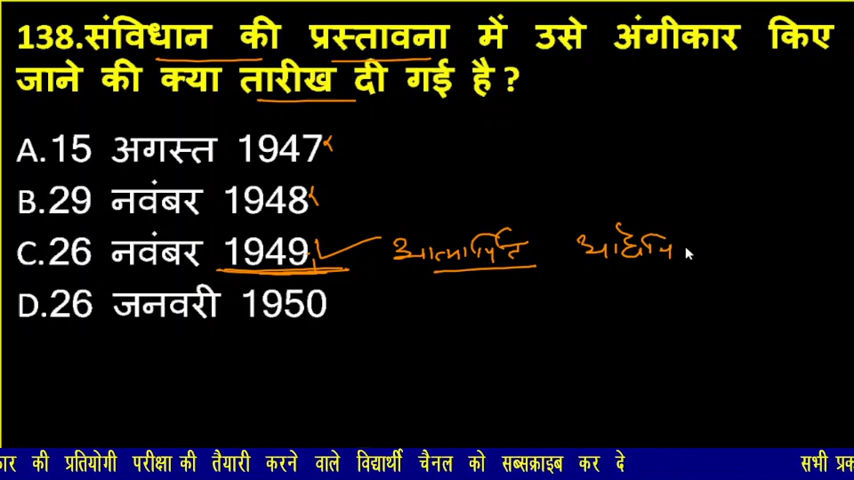 138.संविधान की प्रस्तावना में उसे अंगीकार किए
जाने की क्या तारीख दी गई है ?
A.15 अगस्त 1947
B.29 नवंबर 1948
C.26 नवंबर 1949
D.26 जनवरी 1950
कार की प्रतियोगी परीक्षा की तैयारी करने वाले विद्यार्थी चैनल को सब्सक्राइब कर दे सभी प्रक